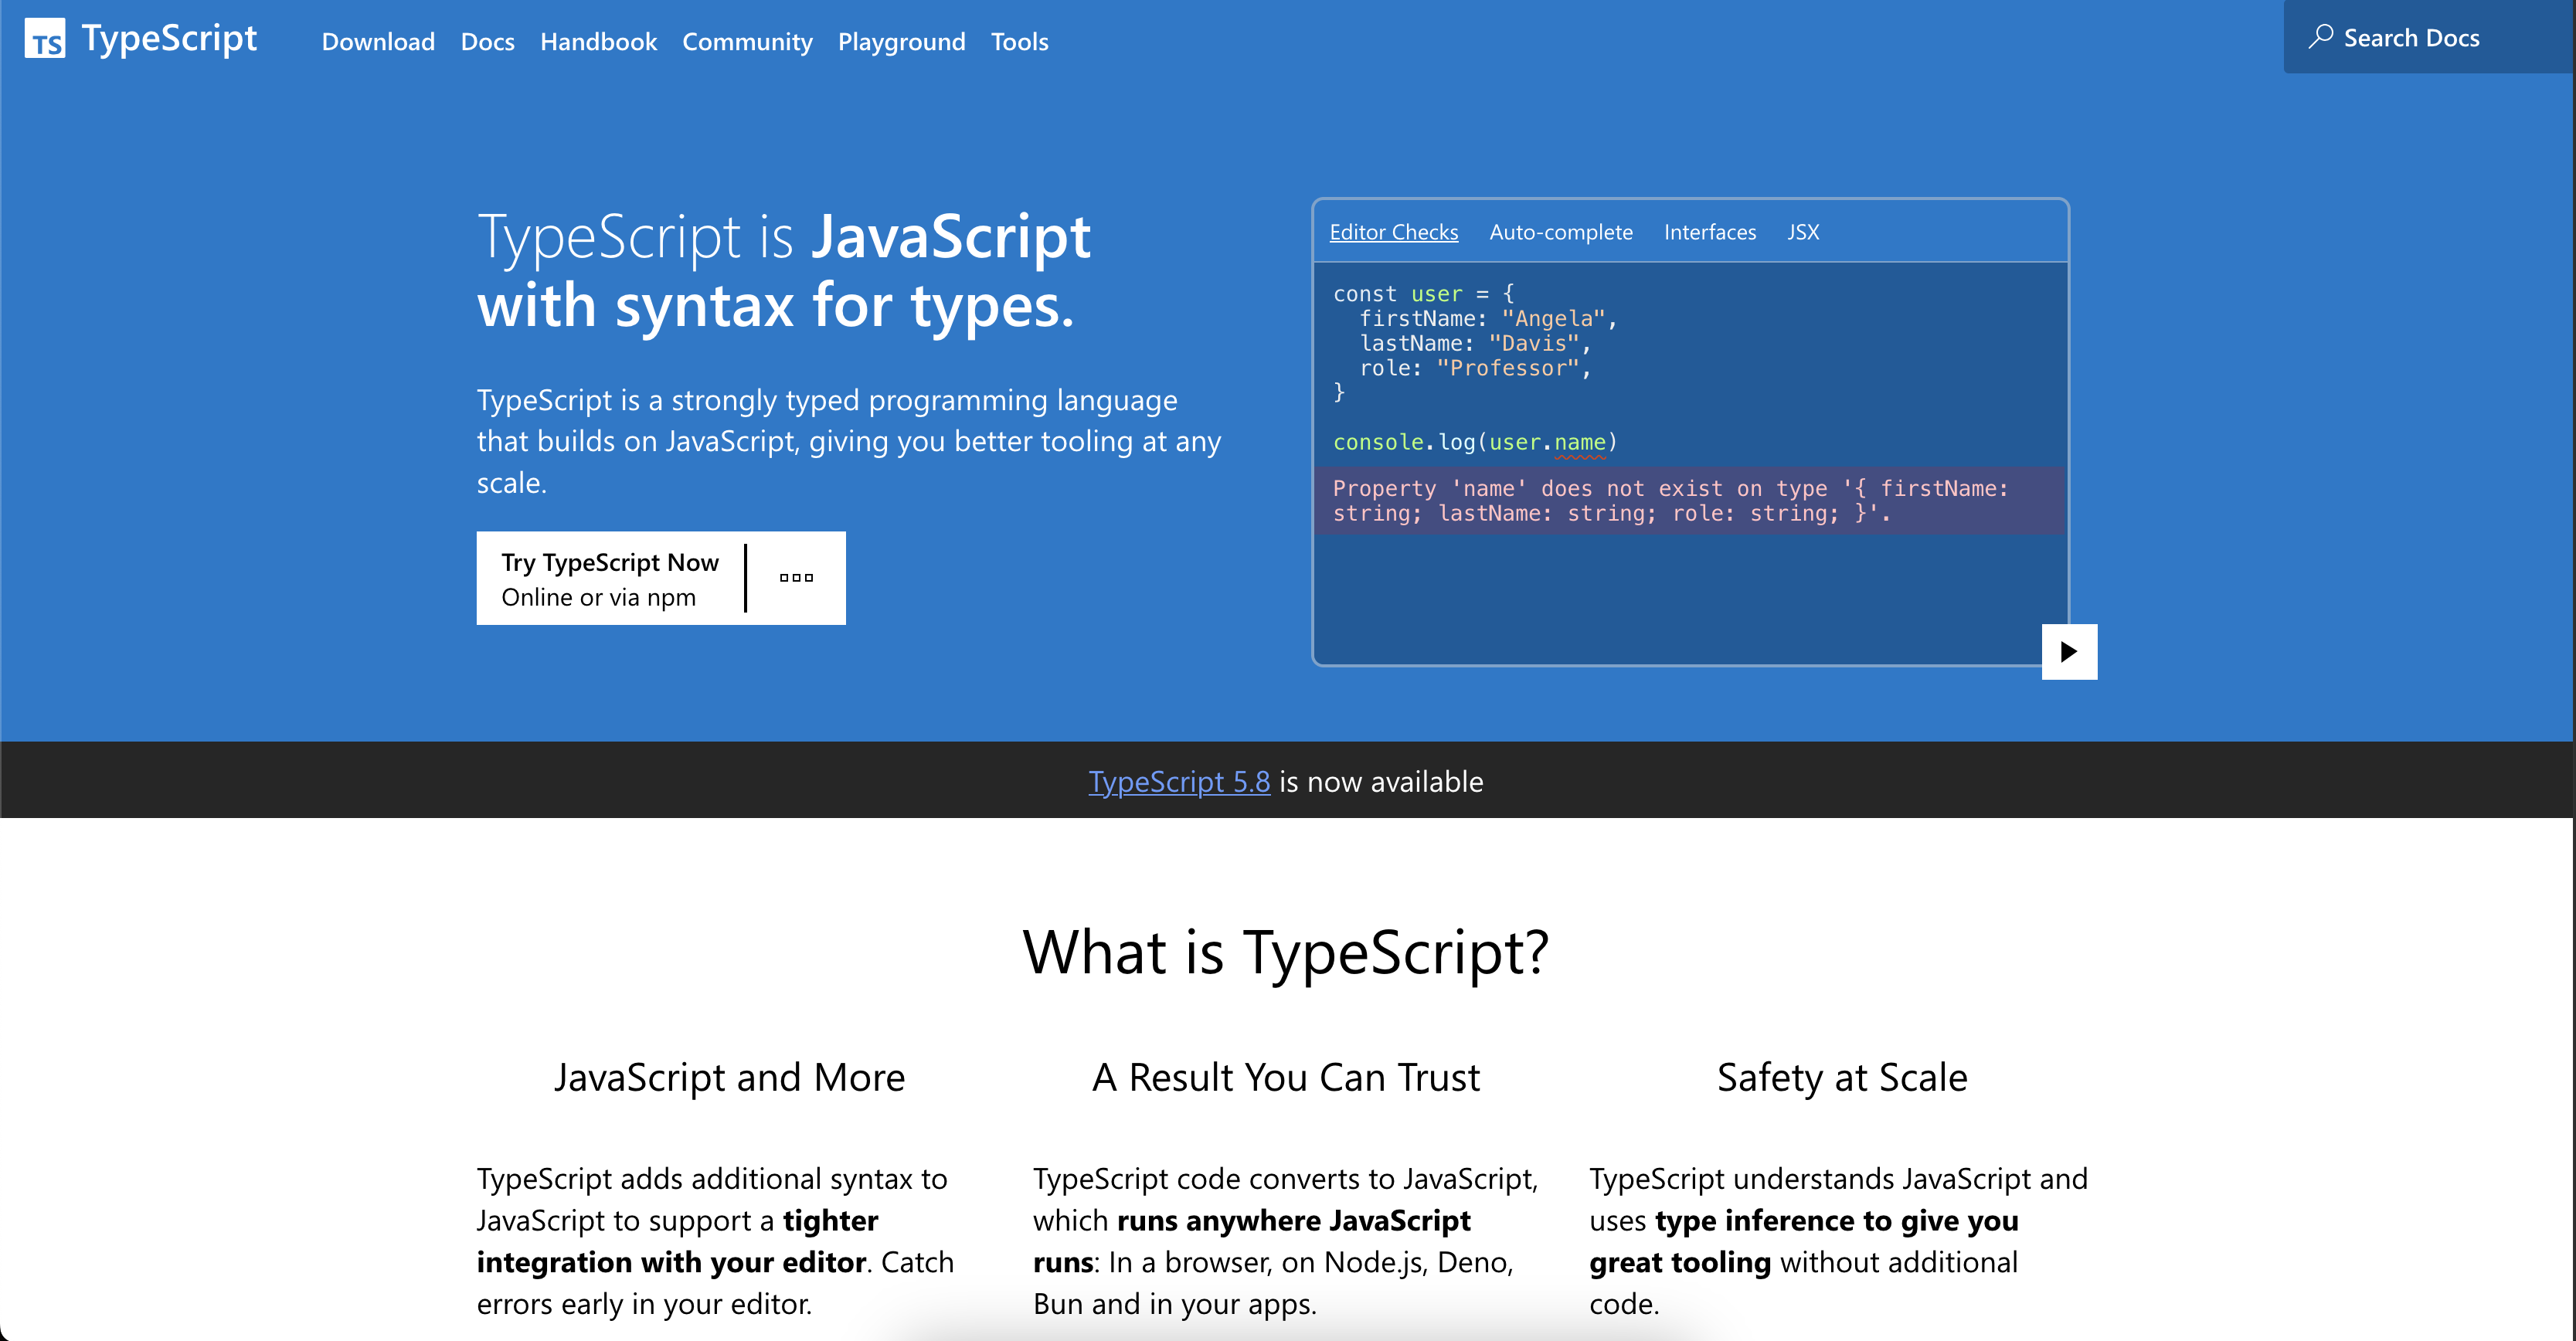 TS TypeScript
Download Docs Handbook Community Playground Tools
Search Docs
TypeScript is JavaScript
with syntax for types.
TypeScript is a strongly typed programming language
that builds on JavaScript, giving you better tooling at any
scale.
Try TypeScript Now
Online or via npm
Editor Checks Auto-complete Interfaces JSX
const user = {
  firstName: "Angela",
  lastName: "Davis",
  role: "Professor",
}
console.log(user.name)
Property 'name' does not exist on type '{ firstName:
string; lastName: string; role: string; }'.
TypeScript 5.8 is now available
What is TypeScript?
JavaScript and More
TypeScript adds additional syntax to
JavaScript to support a tighter
integration with your editor. Catch
errors early in your editor.
A Result You Can Trust
TypeScript code converts to JavaScript,
which runs anywhere JavaScript
runs: In a browser, on Node.js, Deno,
Bun and in your apps.
Safety at Scale
TypeScript understands JavaScript and
uses type inference to give you
great tooling without additional
code.